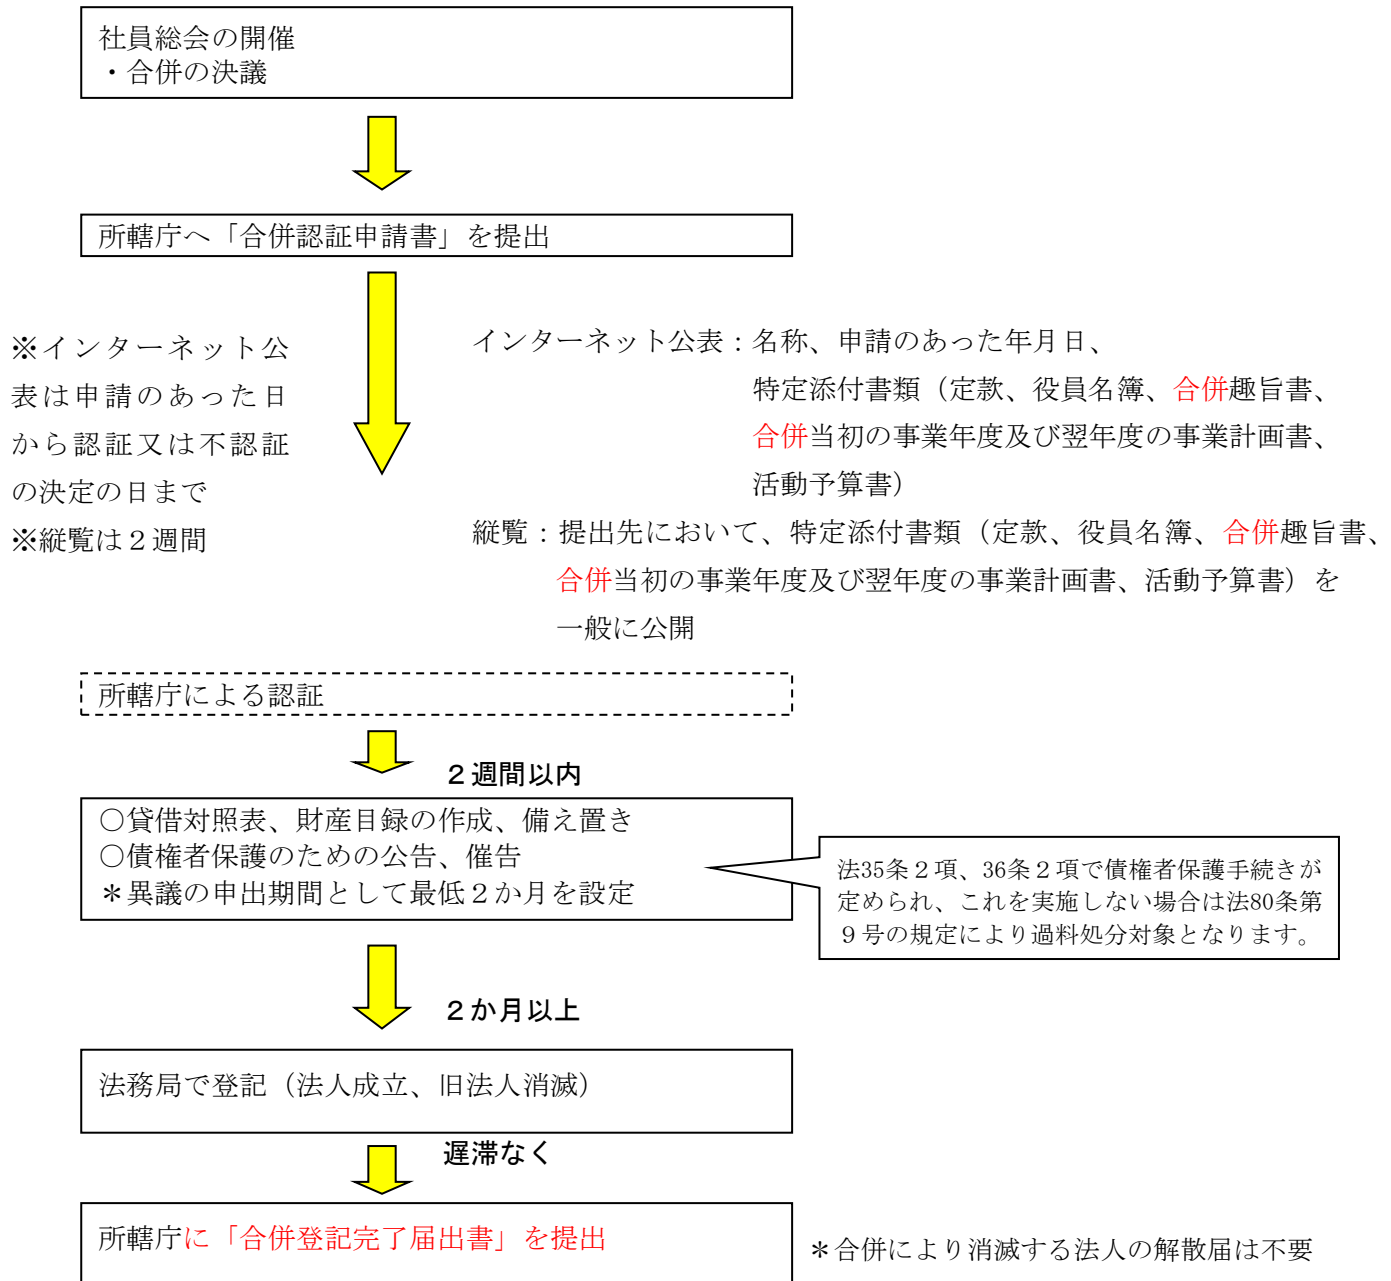 社員総会の開催
・合併の決議
所轄庁へ「合併認証申請書」を提出
※インターネット公
表は申請のあった日
から認証又は不認証
の決定の日まで
※縦覧は２週間
インターネット公表：名称、申請のあった年月日、
特定添付書類（定款、役員名簿、合併趣旨書、
合併当初の事業年度及び翌年度の事業計画書、
活動予算書）
縦覧：提出先において、特定添付書類（定款、役員名簿、合併趣旨書、
合併当初の事業年度及び翌年度の事業計画書、活動予算書）を
一般に公開
所轄庁による認証
２週間以内
○貸借対照表、財産目録の作成、備え置き
○債権者保護のための公告、催告
＊異議の申出期間として最低２か月を設定
法35条２項、36条２項で債権者保護手続きが
定められ、これを実施しない場合は法80条第
９号の規定により過料処分対象となります。
２か月以上
法務局で登記（法人成立、旧法人消滅）
遅滞なく
所轄庁に「合併登記完了届出書」を提出
＊合併により消滅する法人の解散届は不要